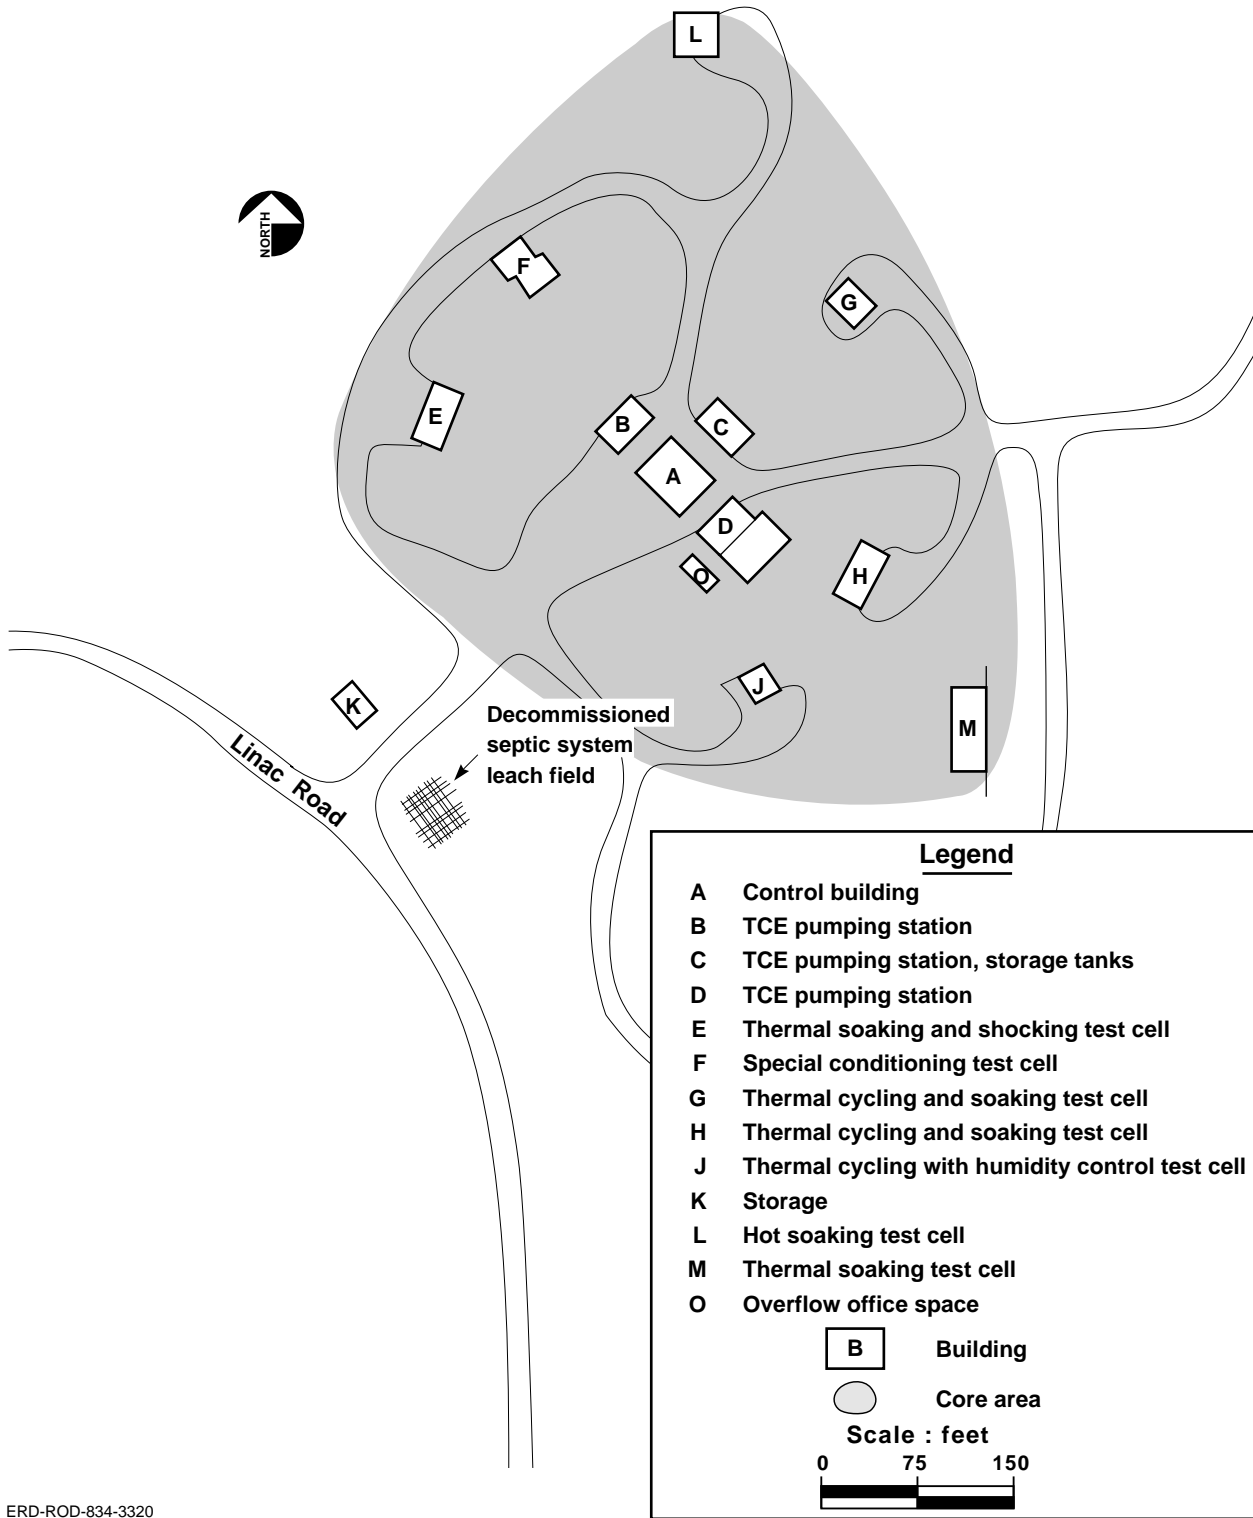 L
NORTH
F
G
E
B
C
A
D
O
H
J
K
M
Decommissioned
septic system
leach field
Linac Road
Legend
A Control building
B TCE pumping station
C TCE pumping station, storage tanks
D TCE pumping station
E Thermal soaking and shocking test cell
F Special conditioning test cell
G Thermal cycling and soaking test cell
H Thermal cycling and soaking test cell
J Thermal cycling with humidity control test cell
K Storage
L Hot soaking test cell
M Thermal soaking test cell
O Overflow office space
B Building
Core area
Scale : feet
0 75 150
ERD-ROD-834-3320